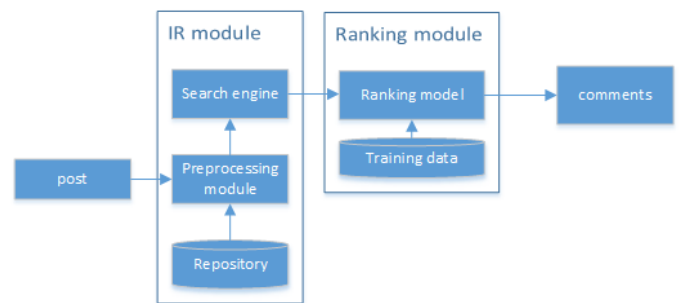 IR module
Ranking module
Search engine
Ranking model
comments
post
Preprocessing
module
Training data
Repository